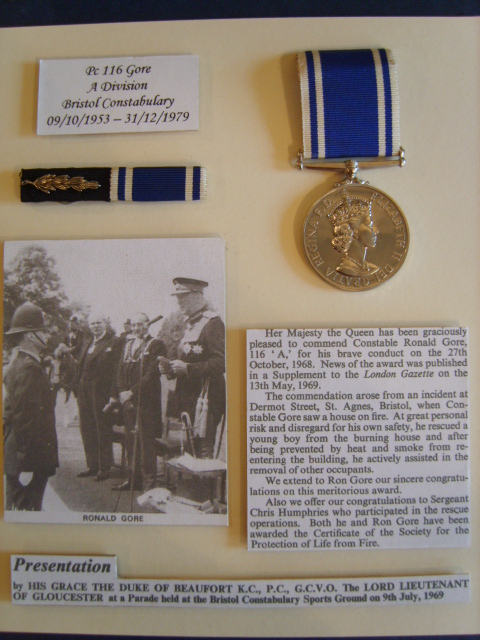 Pc 116 Gore
A Division
Bristol Constabulary
09/10/1953 – 31/12/1979
ELIZABETH II DEI GRATIA REGINA F.D.
Her Majesty the Queen has been graciously
pleased to commend Constable Ronald Gore,
116 ' A,' for his brave conduct on the 27th
October, 1968. News of the award was published
in a Supplement to the London Gazette on the
13th May, 1969.
The commendation arose from an incident at
Dermot Street, St. Agnes, Bristol, when Con-
stable Gore saw a house on fire. At great personal
risk and disregard for his own safety, he rescued a
young boy from the burning house and after
being prevented by heat and smoke from re-
entering the building, he actively assisted in the
removal of other occupants.
We extend to Ron Gore our sincere congratu-
lations on this meritorious award.
Also we offer our congratulations to Sergeant
Chris Humphries who participated in the rescue
operations. Both he and Ron Gore have been
awarded the Certificate of the Society for the
Protection of Life from Fire.
RONALD GORE
Presentation
by HIS GRACE THE DUKE OF BEAUFORT K.C., P.C., G.C.V.O. The LORD LIEUTENANT
OF GLOUCESTER at a Parade held at the Bristol Constabulary Sports Ground on 9th July, 1969